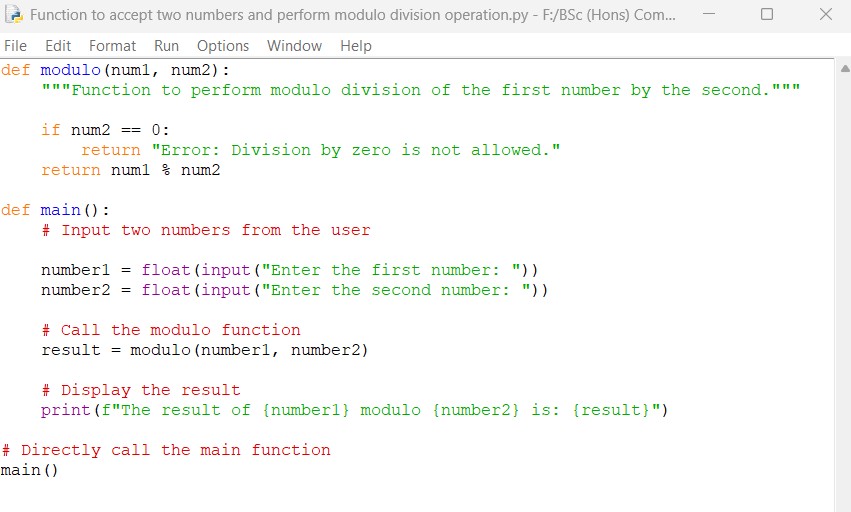 Function to accept two numbers and perform modulo division operation.py - F:/BSc (Hons) Com...
File Edit Format Run Options Window Help
def modulo(num1, num2):
    """Function to perform modulo division of the first number by the second."""
    if num2 == 0:
        return "Error: Division by zero is not allowed."
    return num1 % num2
def main():
    # Input two numbers from the user
    number1 = float(input("Enter the first number: "))
    number2 = float(input("Enter the second number: "))
    # Call the modulo function
    result = modulo(number1, number2)
    # Display the result
    print(f"The result of {number1} modulo {number2} is: {result}")
# Directly call the main function
main()